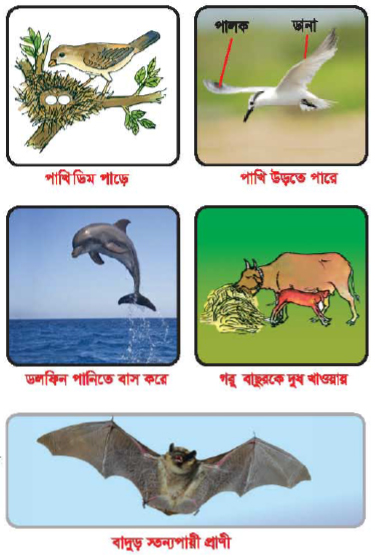 পালক ডানা
পাখি ডিম পাড়ে পাখি উড়তে পারে
ডলফিন পানিতে বাস করে গরু বাছুরকে দুধ খাওয়ায়
বাদুড় স্তন্যপায়ী প্রাণী